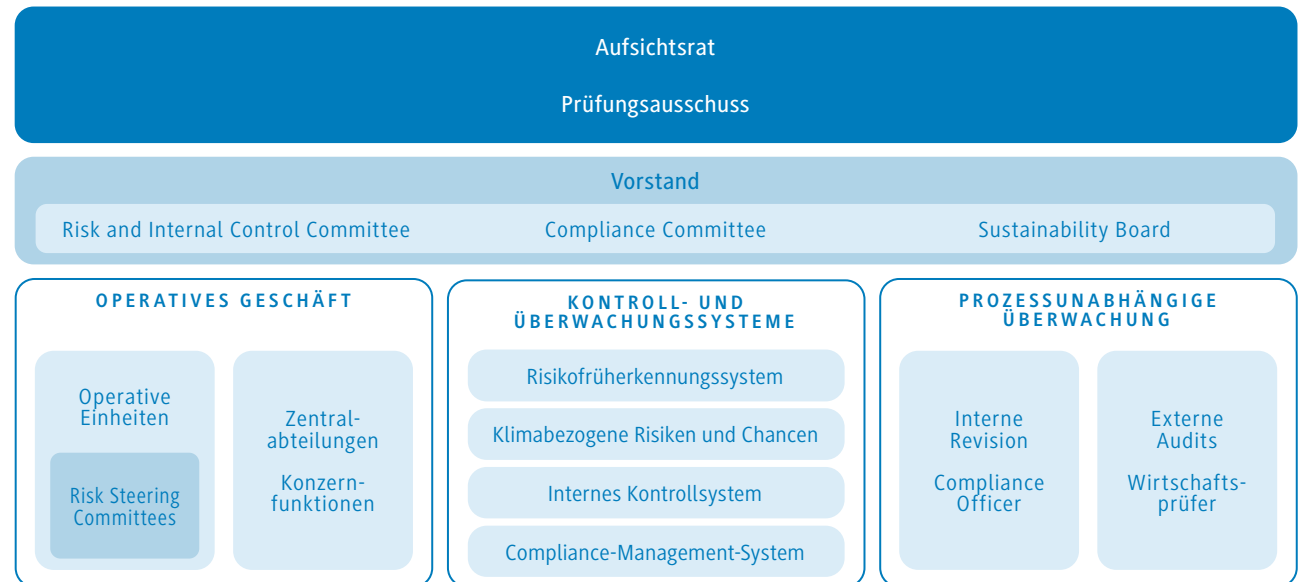 Aufsichtsrat
Prüfungsausschuss
Vorstand
Risk and Internal Control Committee
Compliance Committee
Sustainability Board
OPERATIVES GESCHÄFT
Operative
Einheiten
Risk Steering
Committees
Zentral-
abteilungen
Konzern-
funktionen
KONTROLL- UND
ÜBERWACHUNGSSYSTEME
Risikofrüherkennungssystem
Klimabezogene Risiken und Chancen
Internes Kontrollsystem
Compliance-Management-System
PROZESSUNABHÄNGIGE
ÜBERWACHUNG
Interne
Revision
Compliance
Officer
Externe
Audits
Wirtschafts-
prüfer